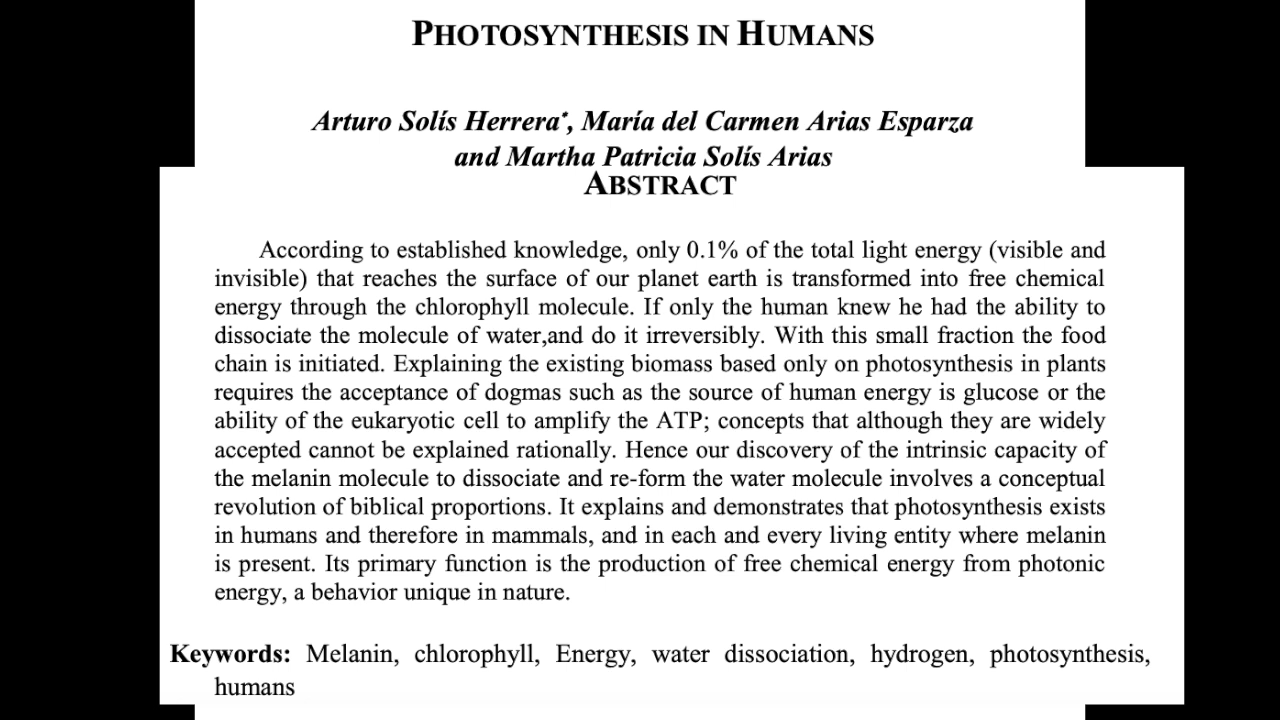 PHOTOSYNTHESIS IN HUMANS
Arturo Solís Herrera*, María del Carmen Arias Esparza
and Martha Patricia Solís Arias
ABSTRACT
According to established knowledge, only 0.1% of the total light energy (visible and
invisible) that reaches the surface of our planet earth is transformed into free chemical
energy through the chlorophyll molecule. If only the human knew he had the ability to
dissociate the molecule of water,and do it irreversibly. With this small fraction the food
chain is initiated. Explaining the existing biomass based only on photosynthesis in plants
requires the acceptance of dogmas such as the source of human energy is glucose or the
ability of the eukaryotic cell to amplify the ATP; concepts that although they are widely
accepted cannot be explained rationally. Hence our discovery of the intrinsic capacity of
the melanin molecule to dissociate and re-form the water molecule involves a conceptual
revolution of biblical proportions. It explains and demonstrates that photosynthesis exists
in humans and therefore in mammals, and in each and every living entity where melanin
is present. Its primary function is the production of free chemical energy from photonic
energy, a behavior unique in nature.
Keywords: Melanin, chlorophyll, Energy, water dissociation, hydrogen, photosynthesis,
humans